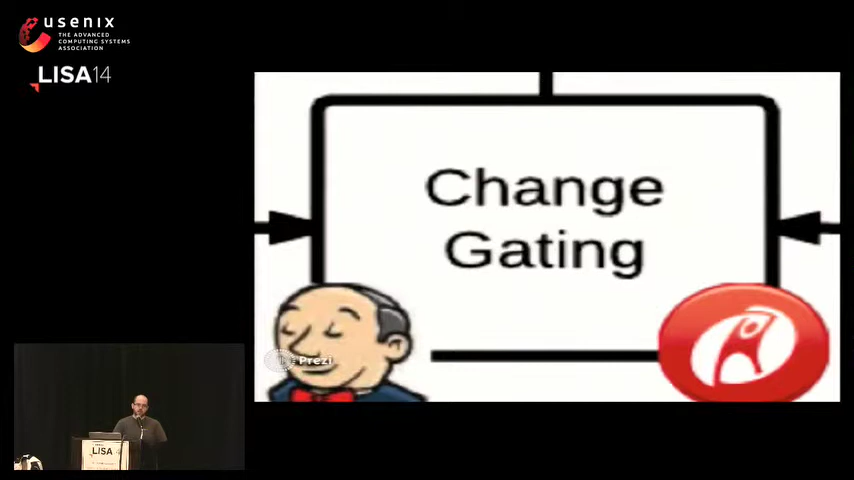 usenix
THE ADVANCED
COMPUTING SYSTEMS
ASSOCIATION
LISA14
Change
Gating
Prezi
LISA